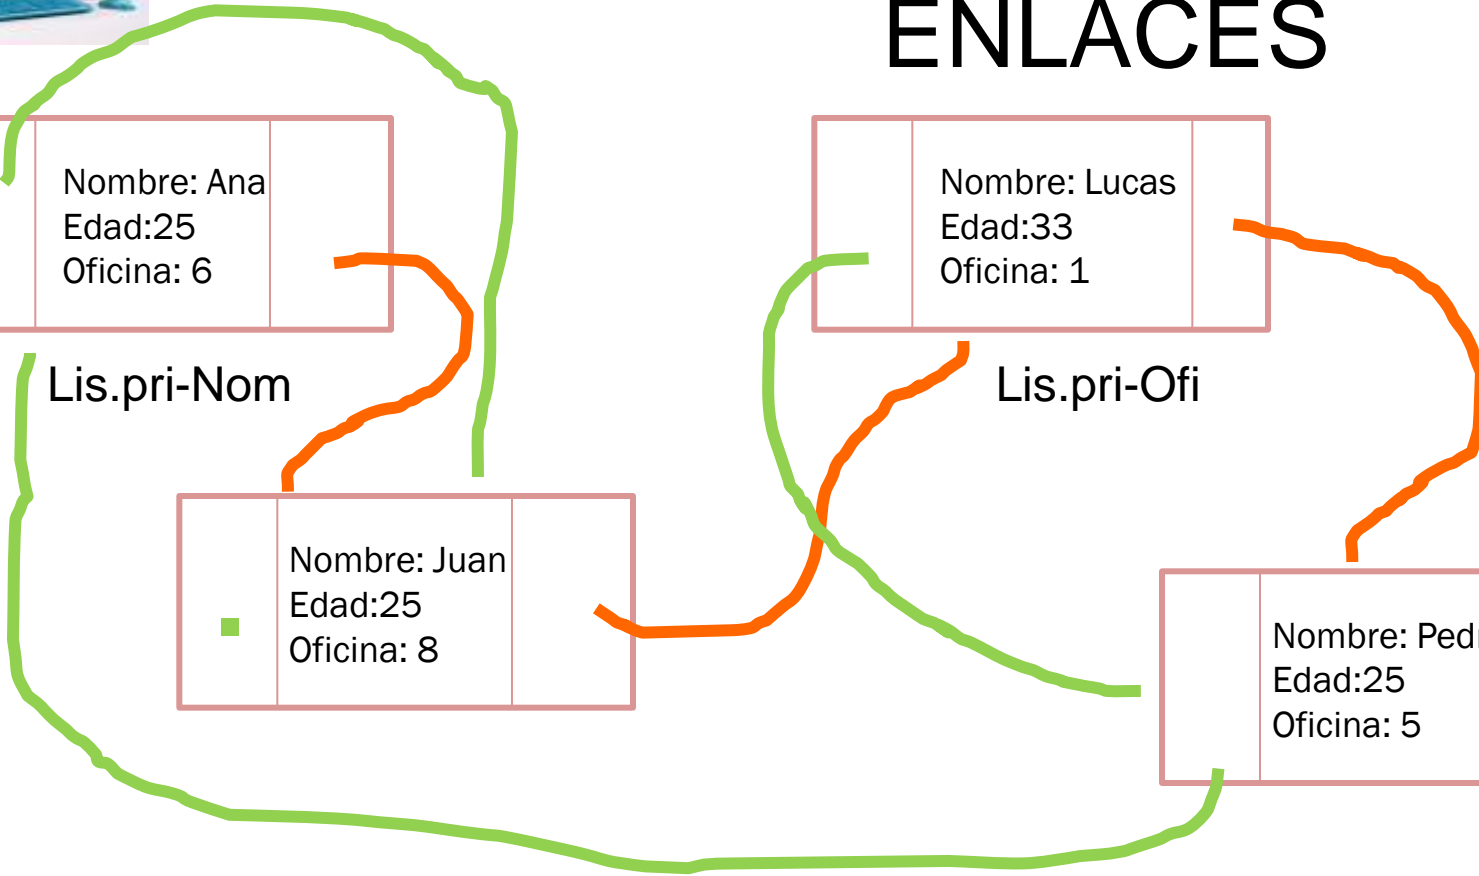 ENLACES
Nombre: Ana
Edad:25
Oficina: 6
Nombre: Lucas
Edad:33
Oficina: 1
Lis.pri-Nom
Lis.pri-Ofi
Nombre: Juan
Edad:25
Oficina: 8
Nombre:
Edad:25
Oficina: 5